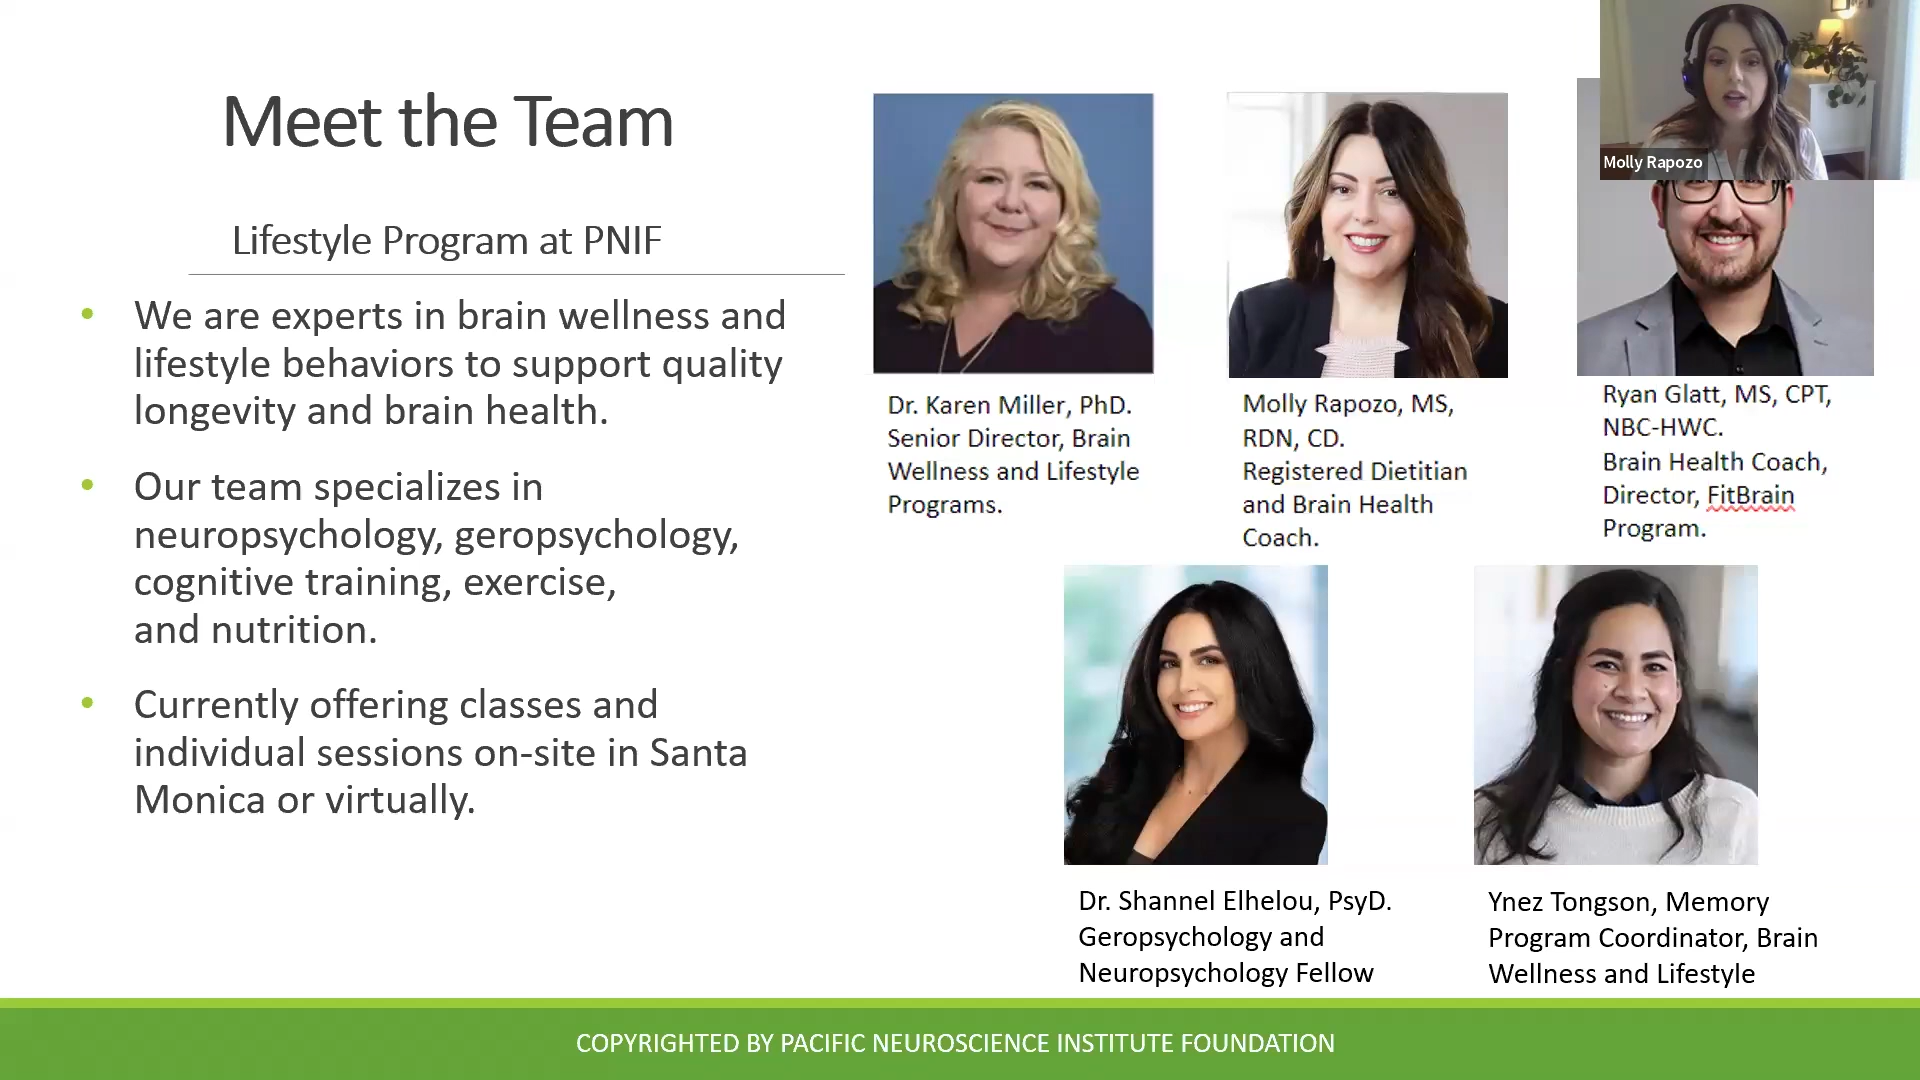 Meet the Team
Lifestyle Program at PNIF
• We are experts in brain wellness and
lifestyle behaviors to support quality
longevity and brain health.
• Our team specializes in
neuropsychology, geropsychology,
cognitive training, exercise,
and nutrition.
• Currently offering classes and
individual sessions on-site in Santa
Monica or virtually.
Dr. Karen Miller, PhD.
Senior Director, Brain
Wellness and Lifestyle
Programs.
Molly Rapozo, MS,
RDN, CD.
Registered Dietitian
and Brain Health
Coach.
Molly Rapozo
Ryan Glatt, MS, CPT,
NBC-HWC.
Brain Health Coach,
Director, FitBrain
Program.
Dr. Shannel Elhelou, PsyD.
Geropsychology and
Neuropsychology Fellow
Ynez Tongson, Memory
Program Coordinator, Brain
Wellness and Lifestyle
COPYRIGHTED BY PACIFIC NEUROSCIENCE INSTITUTE FOUNDATION